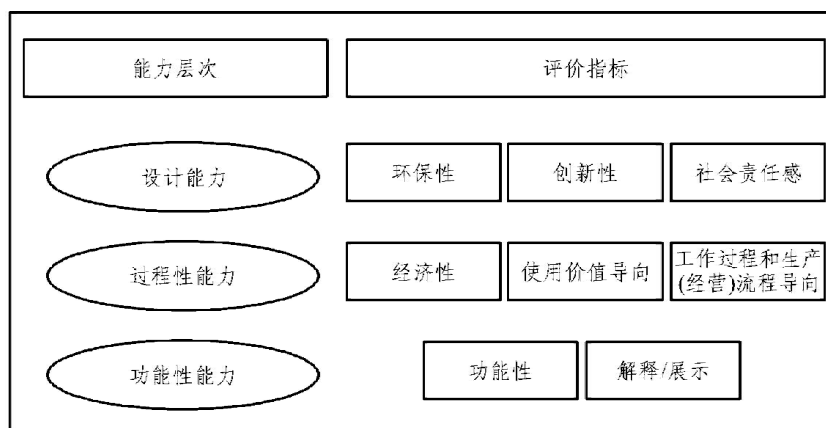 能力层次
评价指标
设计能力
环保性
创新性
社会责任感
过程性能力
经济性
使用价值导向
工作过程和生产
(经营)流程导向
功能性能力
功能性
解释/展示